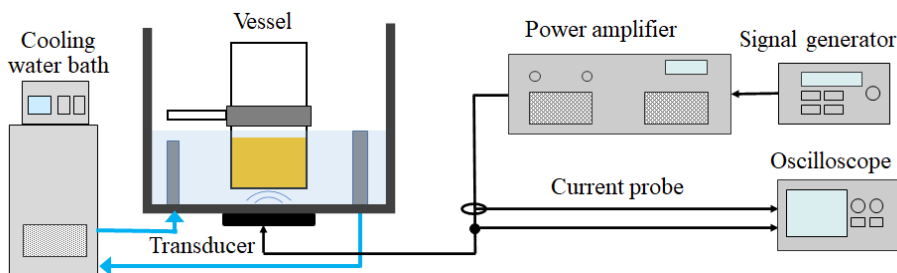 Vessel
Cooling
water bath
Power amplifier
Signal generator
Oscilloscope
Current probe
Transducer